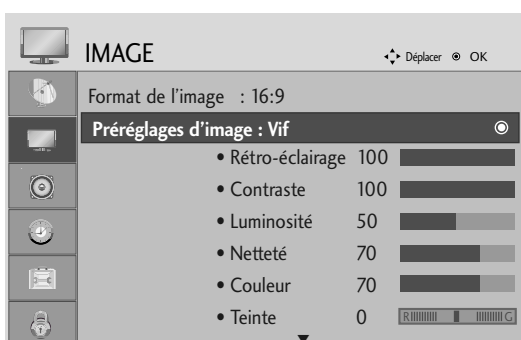 IMAGE
Déplacer OK
Format de l'image : 16:9
Préréglages d'image : Vif
• Rétro-éclairage 100
• Contraste 100
• Luminosité 50
• Netteté 70
• Couleur 70
• Teinte 0 R G